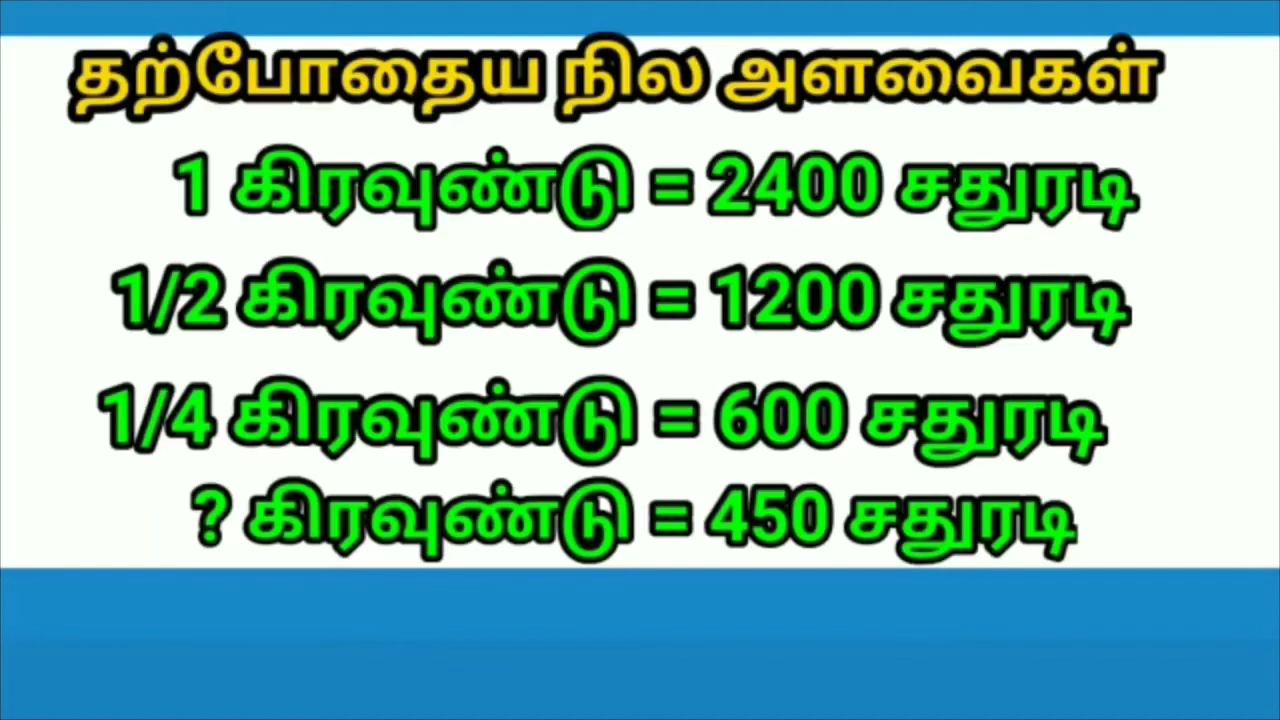 தற்போதைய நில அளவைகள்
1 கிரவுண்டு = 2400 சதுரடி
1/2 கிரவுண்டு = 1200 சதுரடி
1/4 கிரவுண்டு = 600 சதுரடி
? கிரவுண்டு = 450 சதுரடி